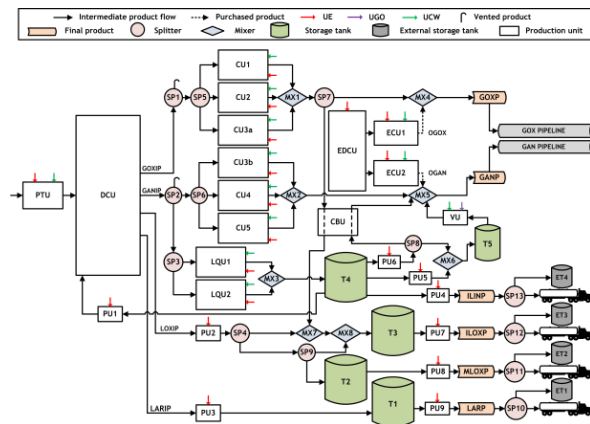 Intermediate product flow
Purchased product
UE
UGO
UCW
Vented product
Final product
Splitter
Mixer
Storage tank
External storage tank
Production unit
CU1
SP1
SP5
CU2
MX1
SP7
MX4
GOXP
CU3a
GOXIP
EDCU
ECU1
OGOX
GOX PIPELINE
GAN PIPELINE
CU3b
ECU2
OGAN
GANP
PTU
DCU
GANIP
SP2
SP6
CU4
MX2
MX5
CU5
CBU
VU
SP3
LQU1
SP8
MX6
T5
MX3
T4
PU6
PU5
LQU2
ET4
PU1
PU4
ILINP
SP13
LOXIP
PU2
SP4
MX7
MX8
T3
PU7
ILOXP
SP12
ET3
SP9
T2
PU8
MLOXP
SP11
ET2
LARIP
PU3
T1
PU9
LARP
SP10
ET1